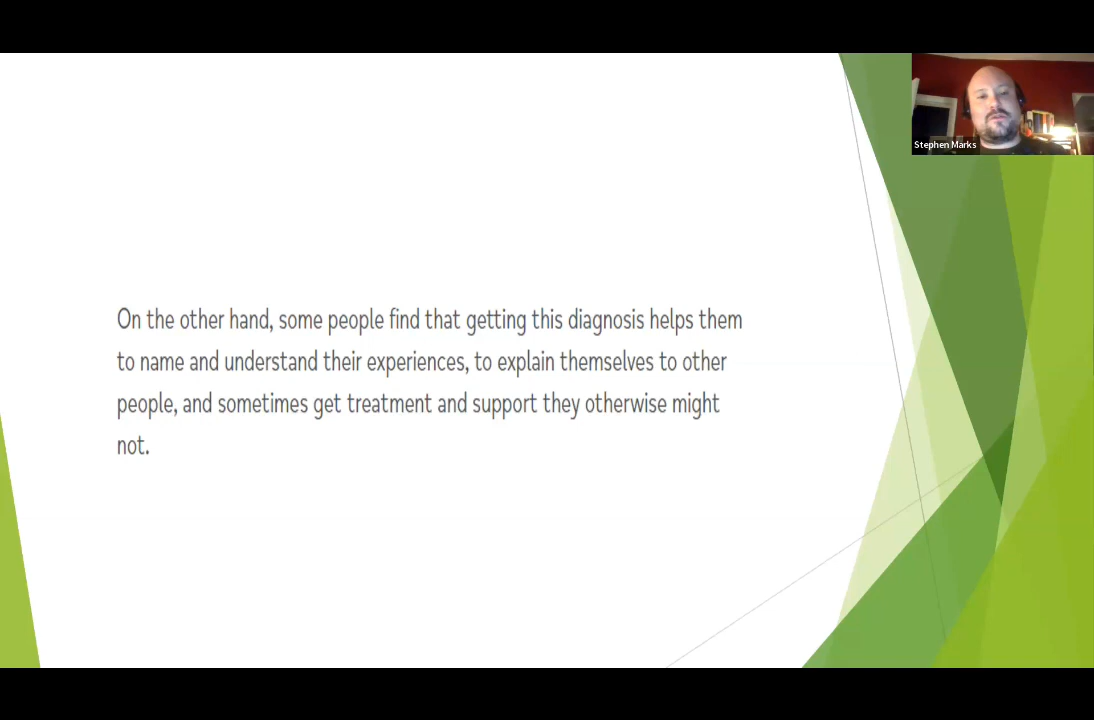 Stephen Marks
On the other hand, some people find that getting this diagnosis helps them
to name and understand their experiences, to explain themselves to other
people, and sometimes get treatment and support they otherwise might
not.